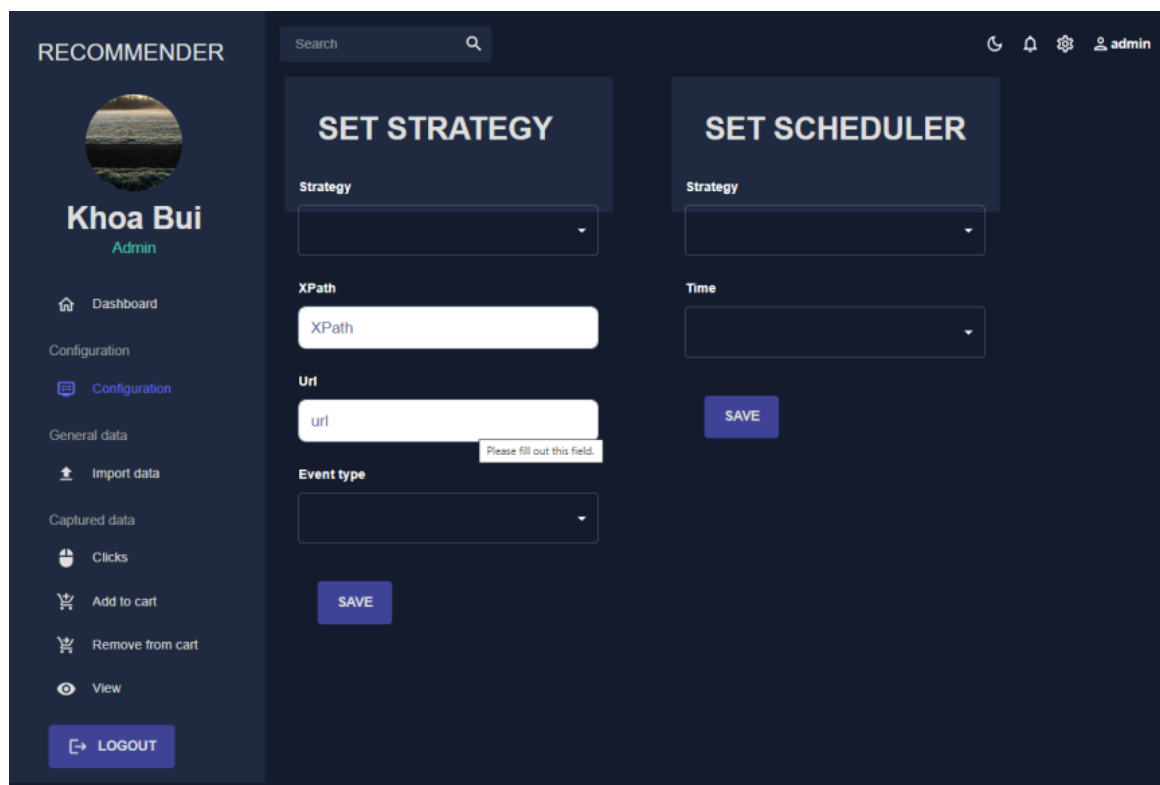 RECOMMENDER
Khoa Bui
Admin
Dashboard
Configuration
Configuration
General data
Import data
Captured data
Clicks
Add to cart
Remove from cart
View
LOGOUT
Search
admin
SET STRATEGY
Strategy
XPath
XPath
Url
url
Please fill out this field.
Event type
SAVE
SET SCHEDULER
Strategy
Time
SAVE